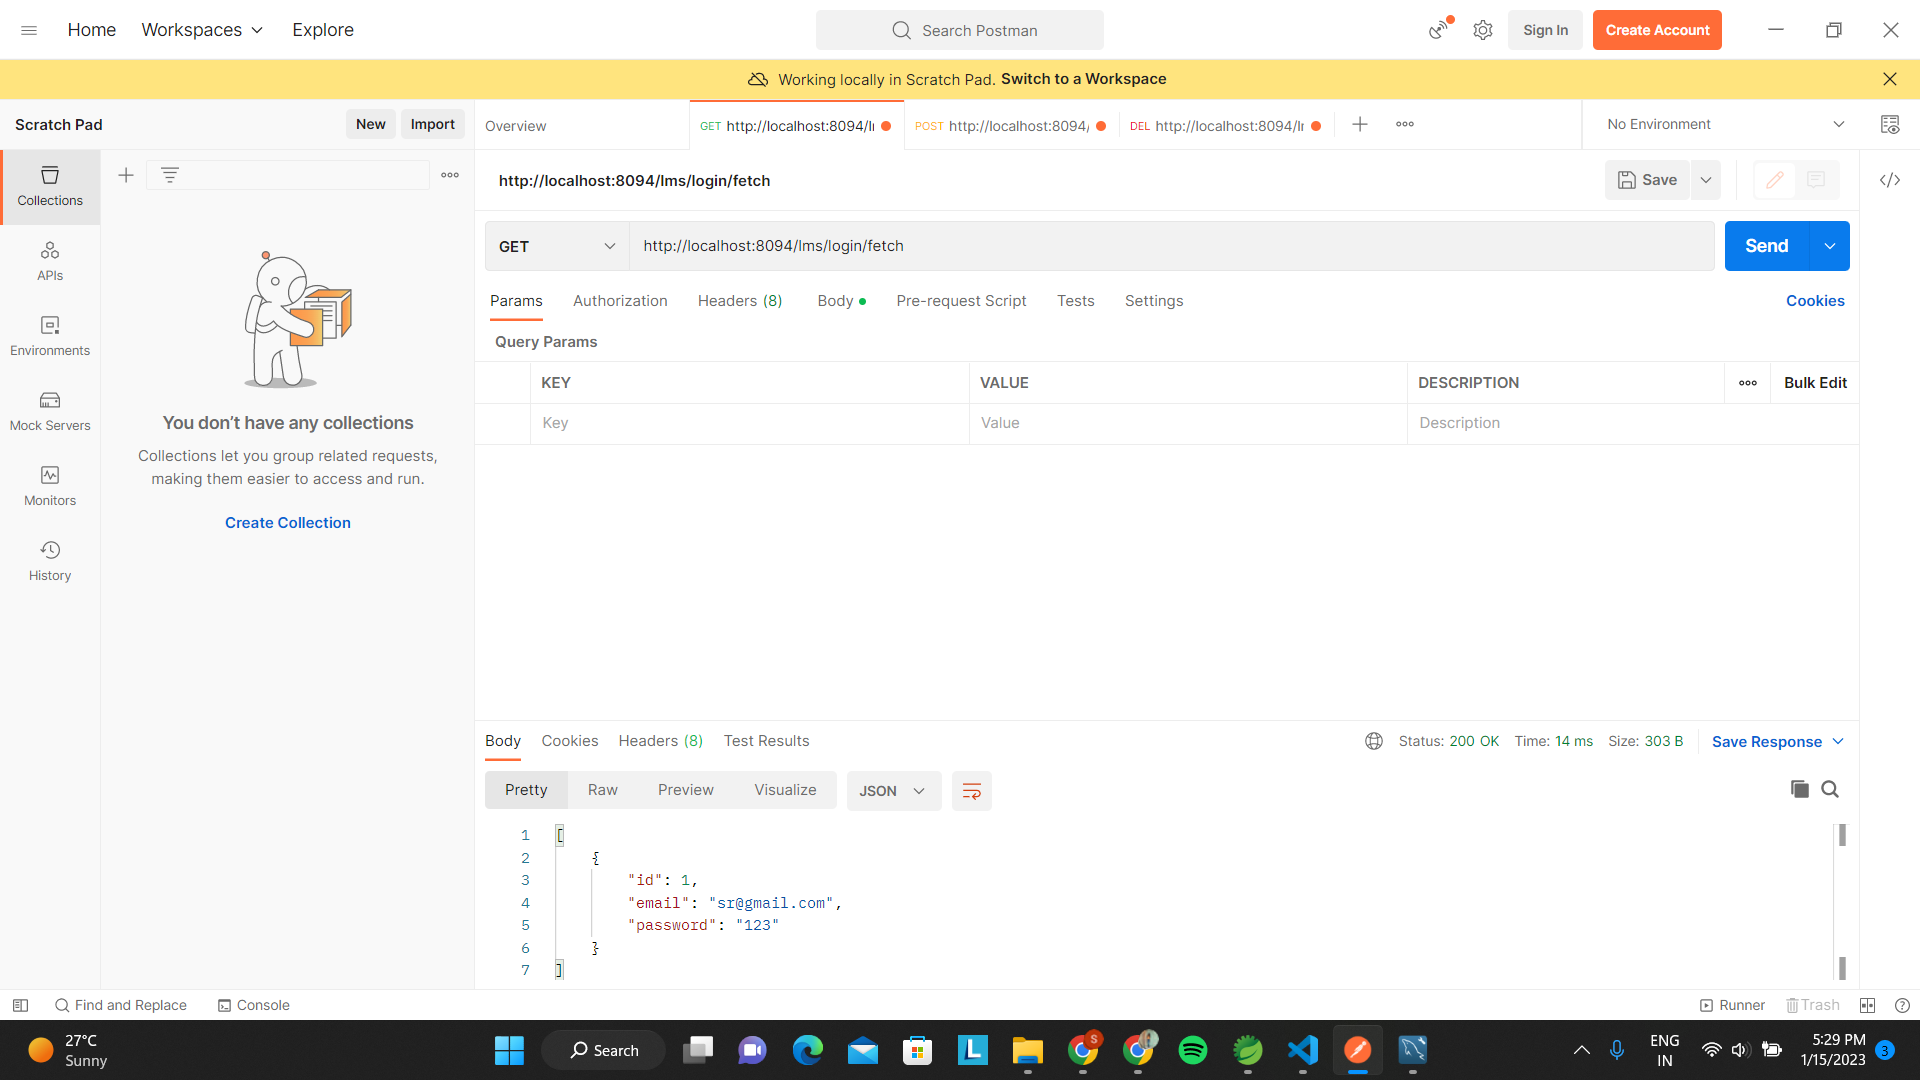 Home Workspaces Explore
Search Postman
Sign In Create Account
Working locally in Scratch Pad. Switch to a Workspace
Scratch Pad New Import
Overview GET http://localhost:8094/l POST http://localhost:8094/ DEL http://localhost:8094/l No Environment
Collections
APIs
Environments
Mock Servers
Monitors
History
You don’t have any collections
Collections let you group related requests,
making them easier to access and run.
Create Collection
http://localhost:8094/lms/login/fetch Save
GET http://localhost:8094/lms/login/fetch Send
Params Authorization Headers (8) Body Pre-request Script Tests Settings Cookies
Query Params
KEY VALUE DESCRIPTION Bulk Edit
Key Value Description
Body Cookies Headers (8) Test Results Status: 200 OK Time: 14 ms Size: 303 B Save Response
Pretty Raw Preview Visualize JSON
1 [
2 {
3 "id": 1,
4 "email": "sr@gmail.com",
5 "password": "123"
6 }
7 ]
Find and Replace Console Runner Trash
27°C
Sunny
Search
S
L
ENG
IN
5:29 PM
1/15/2023
3